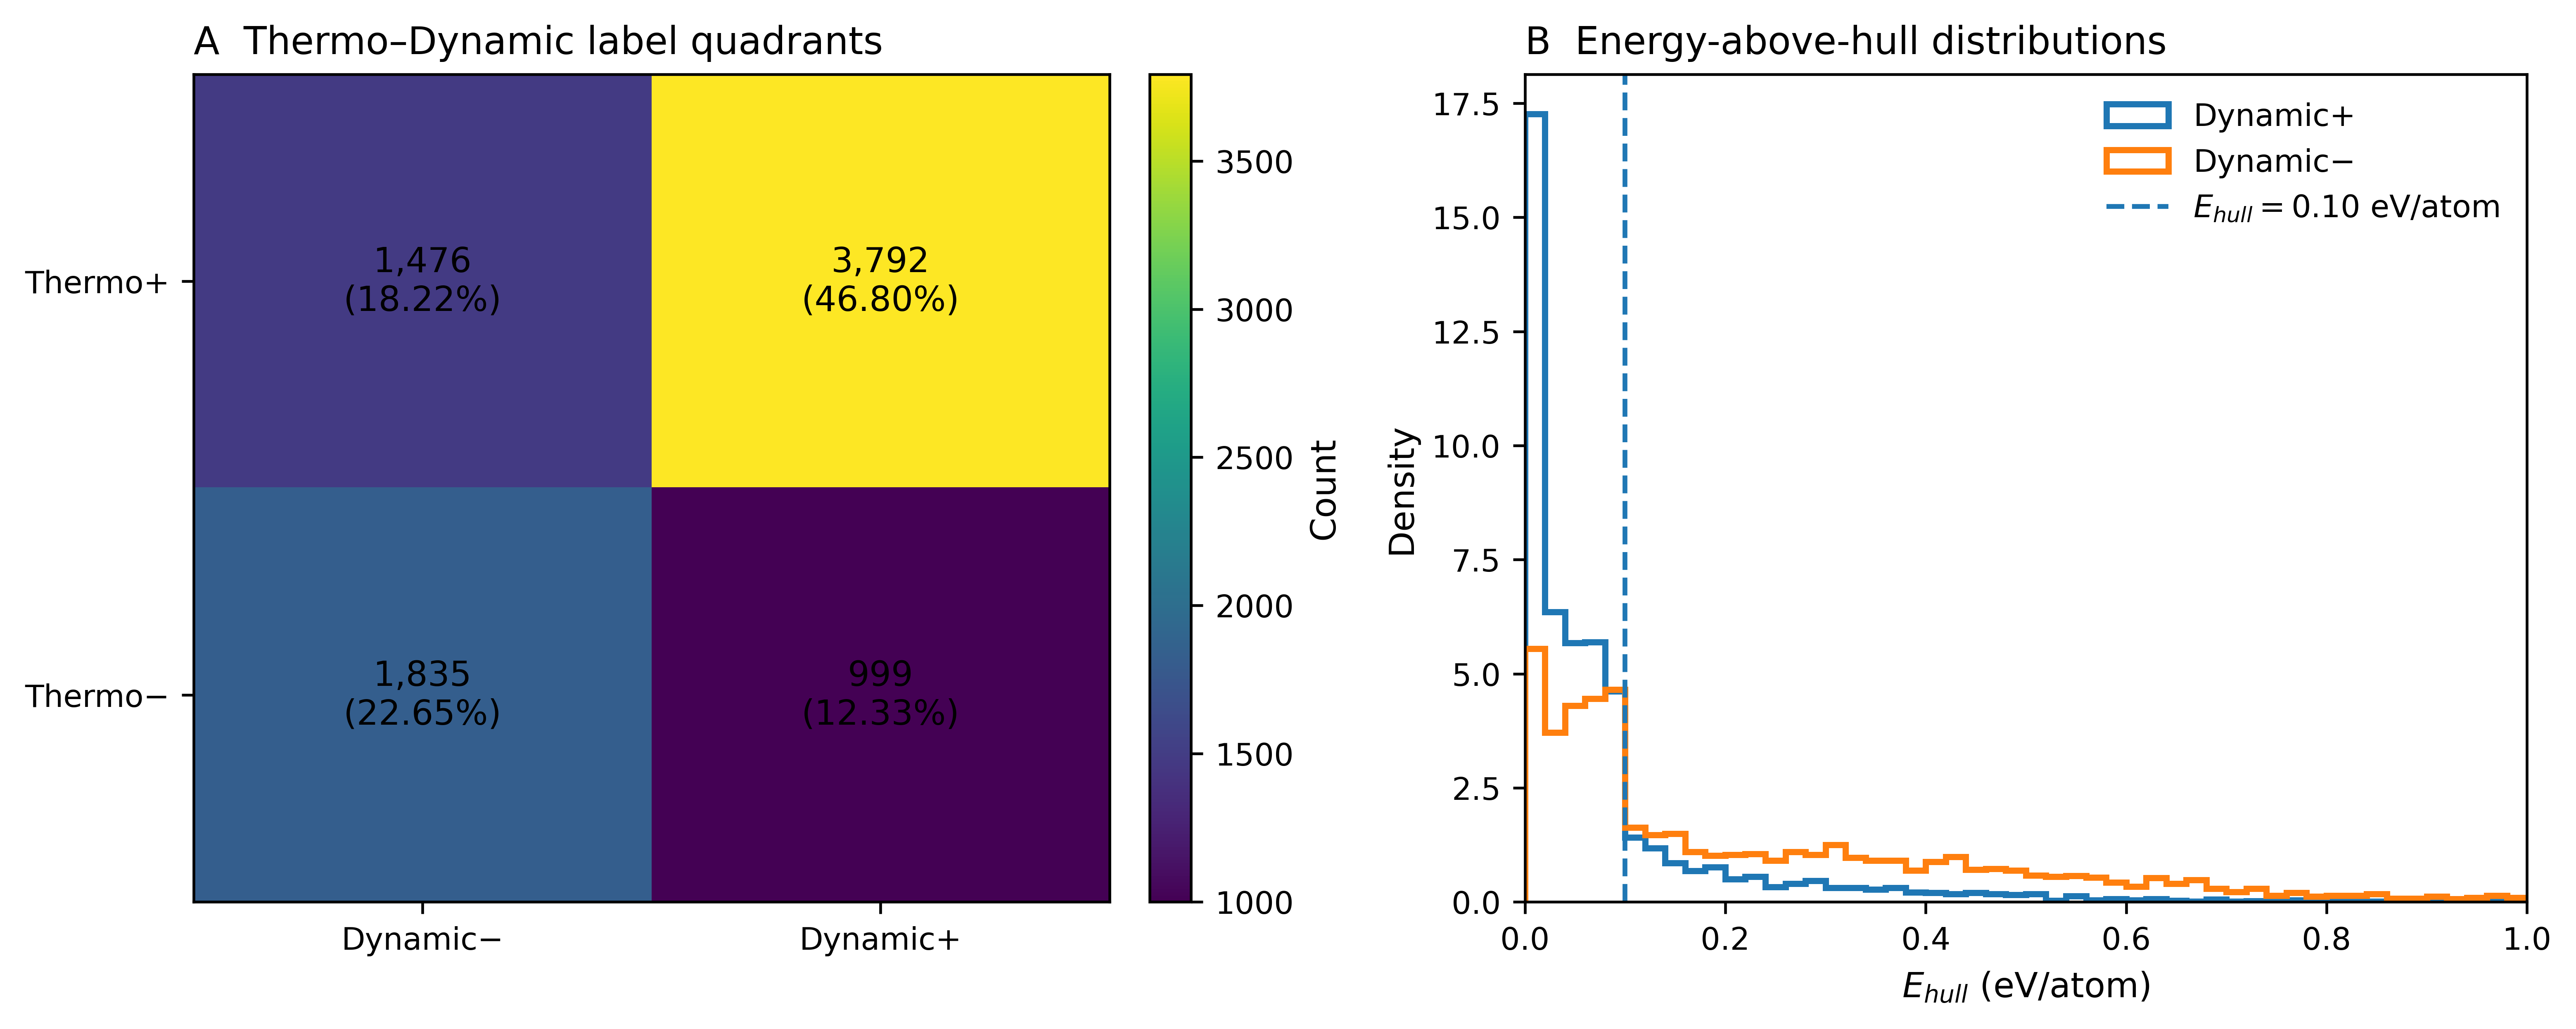 A Thermo–Dynamic label quadrants
Thermo+
Thermo−
1,476
(18.22%)
3,792
(46.80%)
1,835
(22.65%)
999
(12.33%)
Dynamic−
Dynamic+
3500
3000
2500
2000
1500
1000
Count
B Energy-above-hull distributions
17.5
15.0
12.5
10.0
7.5
5.0
2.5
0.0
Density
Dynamic+
Dynamic−
E_hull = 0.10 eV/atom
0.0
0.2
0.4
0.6
0.8
1.0
E_hull (eV/atom)